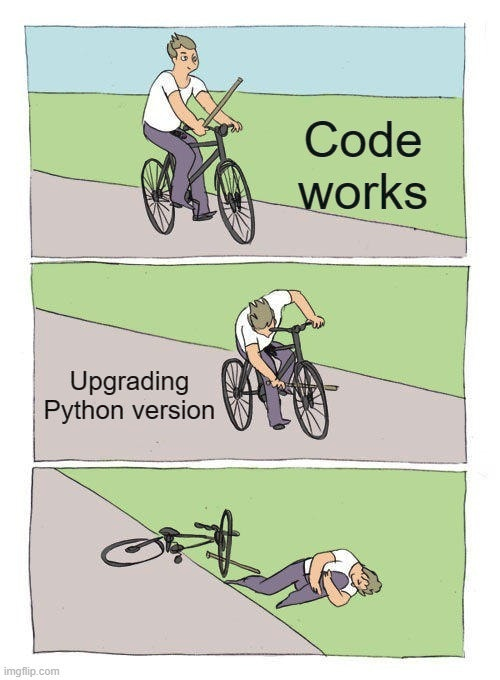 Code
works
Upgrading
Python version
imgflip.com